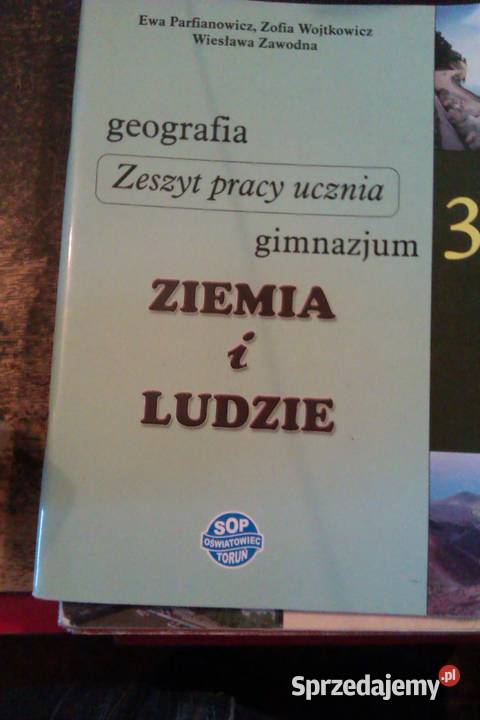 Ewa Parfianowicz, Zofia Wojtkowicz
Wiesława Zawodna
geografia
Zeszyt pracy ucznia
gimnazjum
3
ZIEMIA
i
LUDZIE
SOP
OŚWIATOWIEC
TORUŃ
Sprzedajemy.pl